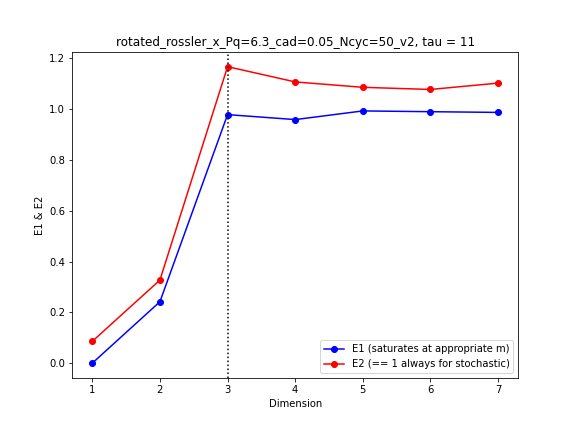 rotated_rossler_x_Pq=6.3_cad=0.05_Ncyc=50_v2, tau = 11
1.2
1.0
0.8
0.6
0.4
0.2
0.0
E1 & E2
E1 (saturates at appropriate m)
E2 (== 1 always for stochastic)
1 2 3 4 5 6 7
Dimension